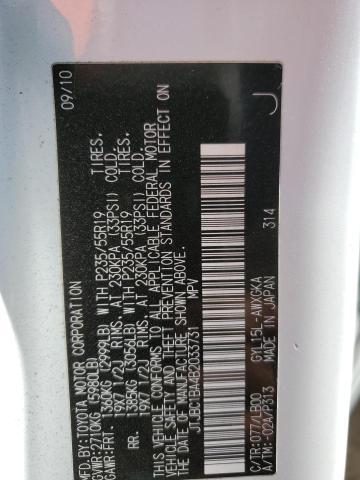 MFD. BY: TOYOTA MOTOR CORPORATION 09/10
GVWR: 2710KG (5980LB)
GAWR: FRT. 1360KG (2999LB) WITH P235/55R19 TIRES.
19X7 1/2J RIMS. AT 230KPA (33PSI) COLD.
RR. 1385KG (3056LB) WITH P235/55R19 TIRES.
19X7 1/2J RIMS. AT 230KPA (33PSI) COLD.
THIS VEHICLE CONFORMS TO ALL APPLICABLE FEDERAL MOTOR
VEHICLE SAFETY AND THEFT PREVENTION STANDARDS IN EFFECT ON
THE DATE OF MANUFACTURE SHOWN ABOVE.
JTJBB1BA4B2033731 MPV
J
C/TR: 077/LB00 GYL15L-AWXGKA 314
A/TM: -02A/P313 MADE IN JAPAN